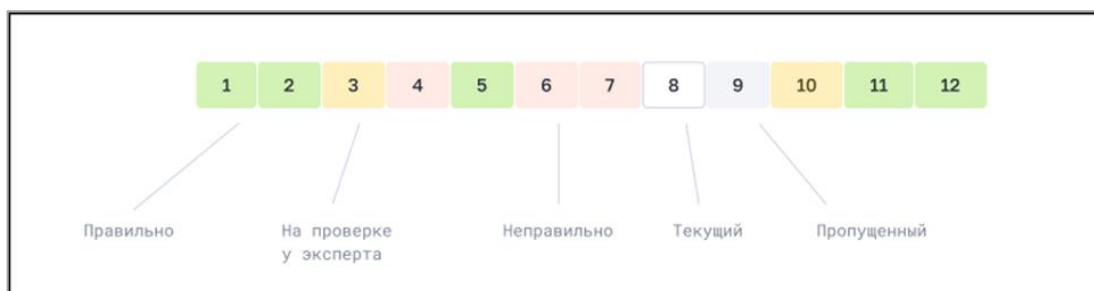 1 2 3 4 5 6 7 8 9 10 11 12
Правильно На проверке Неправильно Текущий Пропущенный
у эксперта